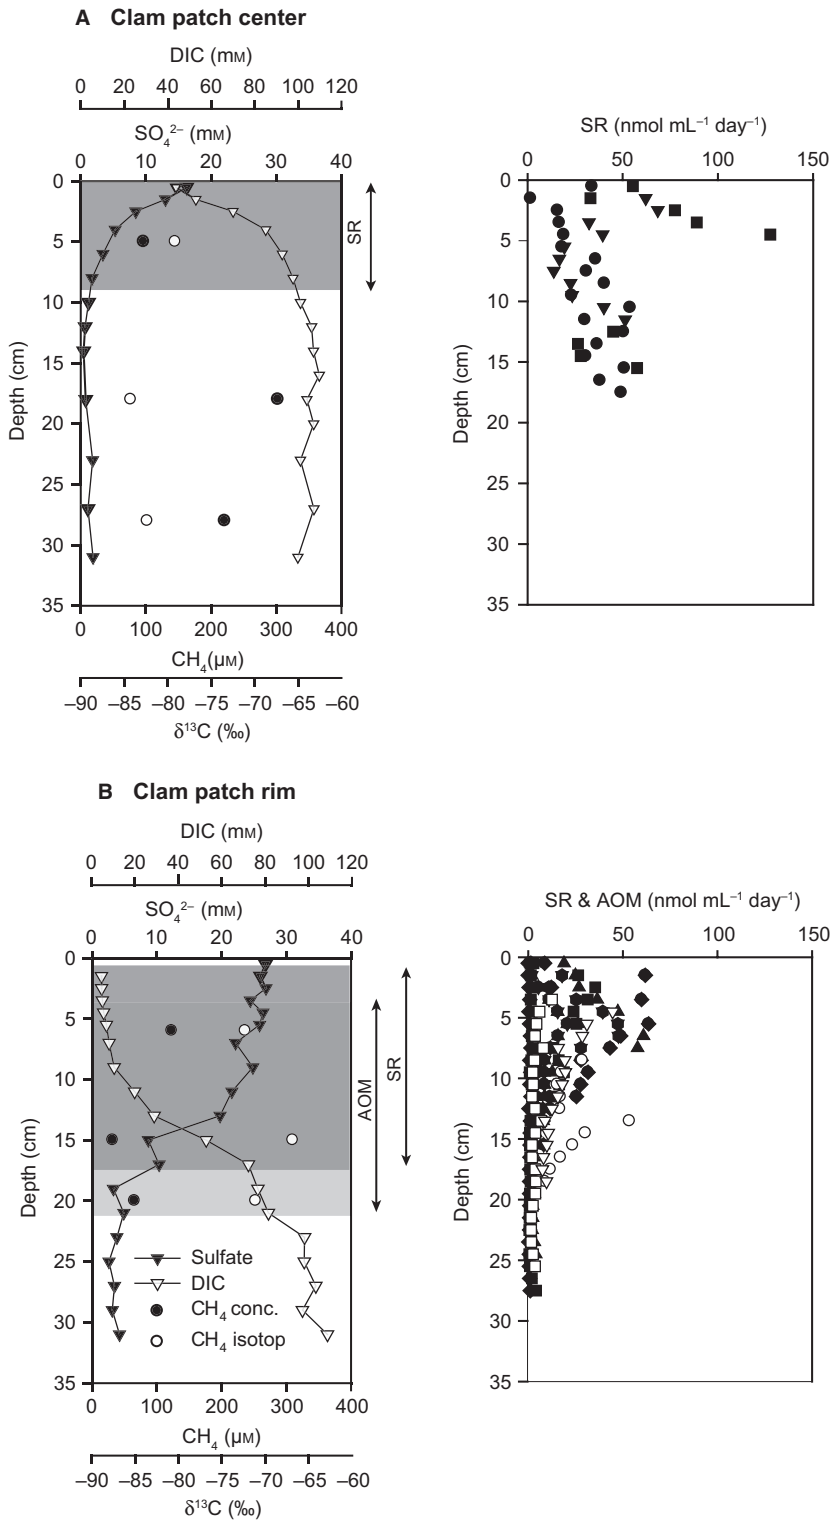 A Clam patch center
DIC (mM)
0 20 40 60 80 100 120
SO₄²⁻ (mM)
0 10 20 30 40
0
5
10
15
20
25
30
35
Depth (cm)
SR
0 100 200 300 400
CH₄(µM)
–90 –85 –80 –75 –70 –65 –60
δ¹³C (‰)
SR (nmol mL⁻¹ day⁻¹)
0 50 100 150
0
5
10
15
20
25
30
35
Depth (cm)
B Clam patch rim
DIC (mM)
0 20 40 60 80 100 120
SO₄²⁻ (mM)
0 10 20 30 40
0
5
10
15
20
25
30
35
Depth (cm)
AOM
SR
Sulfate
DIC
CH₄ conc.
CH₄ isotop
0 100 200 300 400
CH₄ (µM)
–90 –85 –80 –75 –70 –65 –60
δ¹³C (‰)
SR & AOM (nmol mL⁻¹ day⁻¹)
0 50 100 150
0
5
10
15
20
25
30
35
Depth (cm)